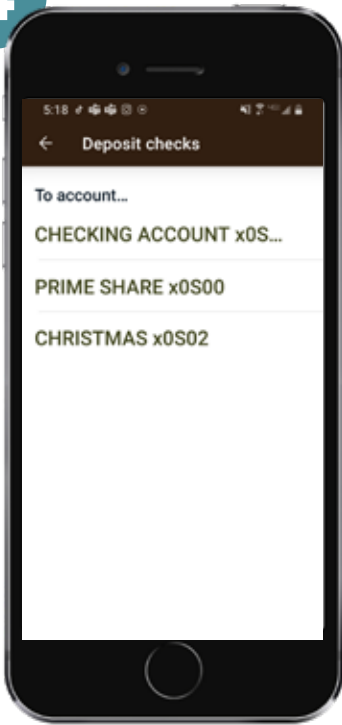 5:18
Deposit checks
To account...
CHECKING ACCOUNT x0S...
PRIME SHARE x0S00
CHRISTMAS x0S02